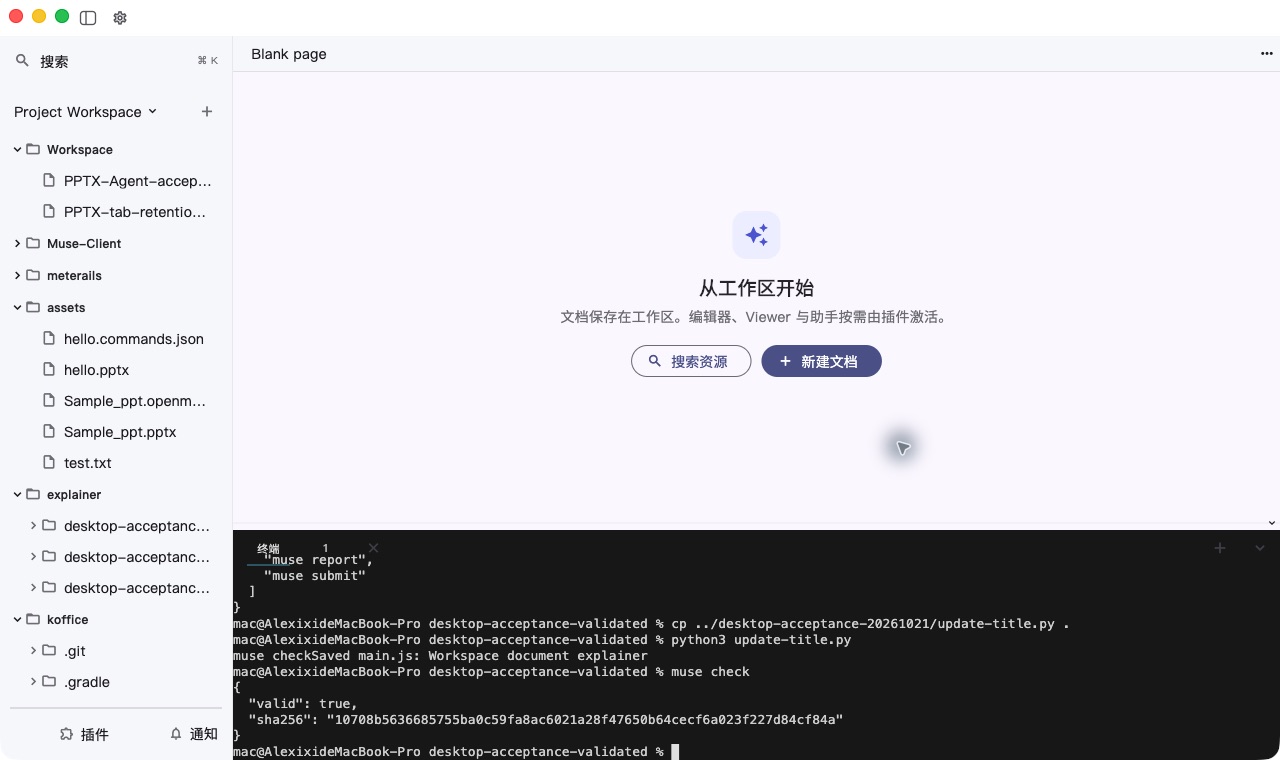 搜索
⌘ K
Project Workspace
Workspace
PPTX-Agent-accep...
PPTX-tab-retentio...
Muse-Client
meterails
assets
hello.commands.json
hello.pptx
Sample_ppt.openm...
Sample_ppt.pptx
test.txt
explainer
desktop-acceptanc...
desktop-acceptanc...
desktop-acceptanc...
koffice
.git
.gradle
插件
通知
Blank page
从工作区开始
文档保存在工作区。编辑器、Viewer 与助手按需由插件激活。
搜索资源
新建文档
终端 1
"muse report",
"muse submit"
]
}
mac@AlexixideMacBook-Pro desktop-acceptance-validated % cp ../desktop-acceptance-20261021/update-title.py .
mac@AlexixideMacBook-Pro desktop-acceptance-validated % python3 update-title.py
muse checkSaved main.js: Workspace document explainer
mac@AlexixideMacBook-Pro desktop-acceptance-validated % muse check
{
"valid": true,
"sha256": "10708b5636685755ba0c59fa8ac6021a28f47650b64cecf6a023f227d84cf84a"
}
mac@AlexixideMacBook-Pro desktop-acceptance-validated %